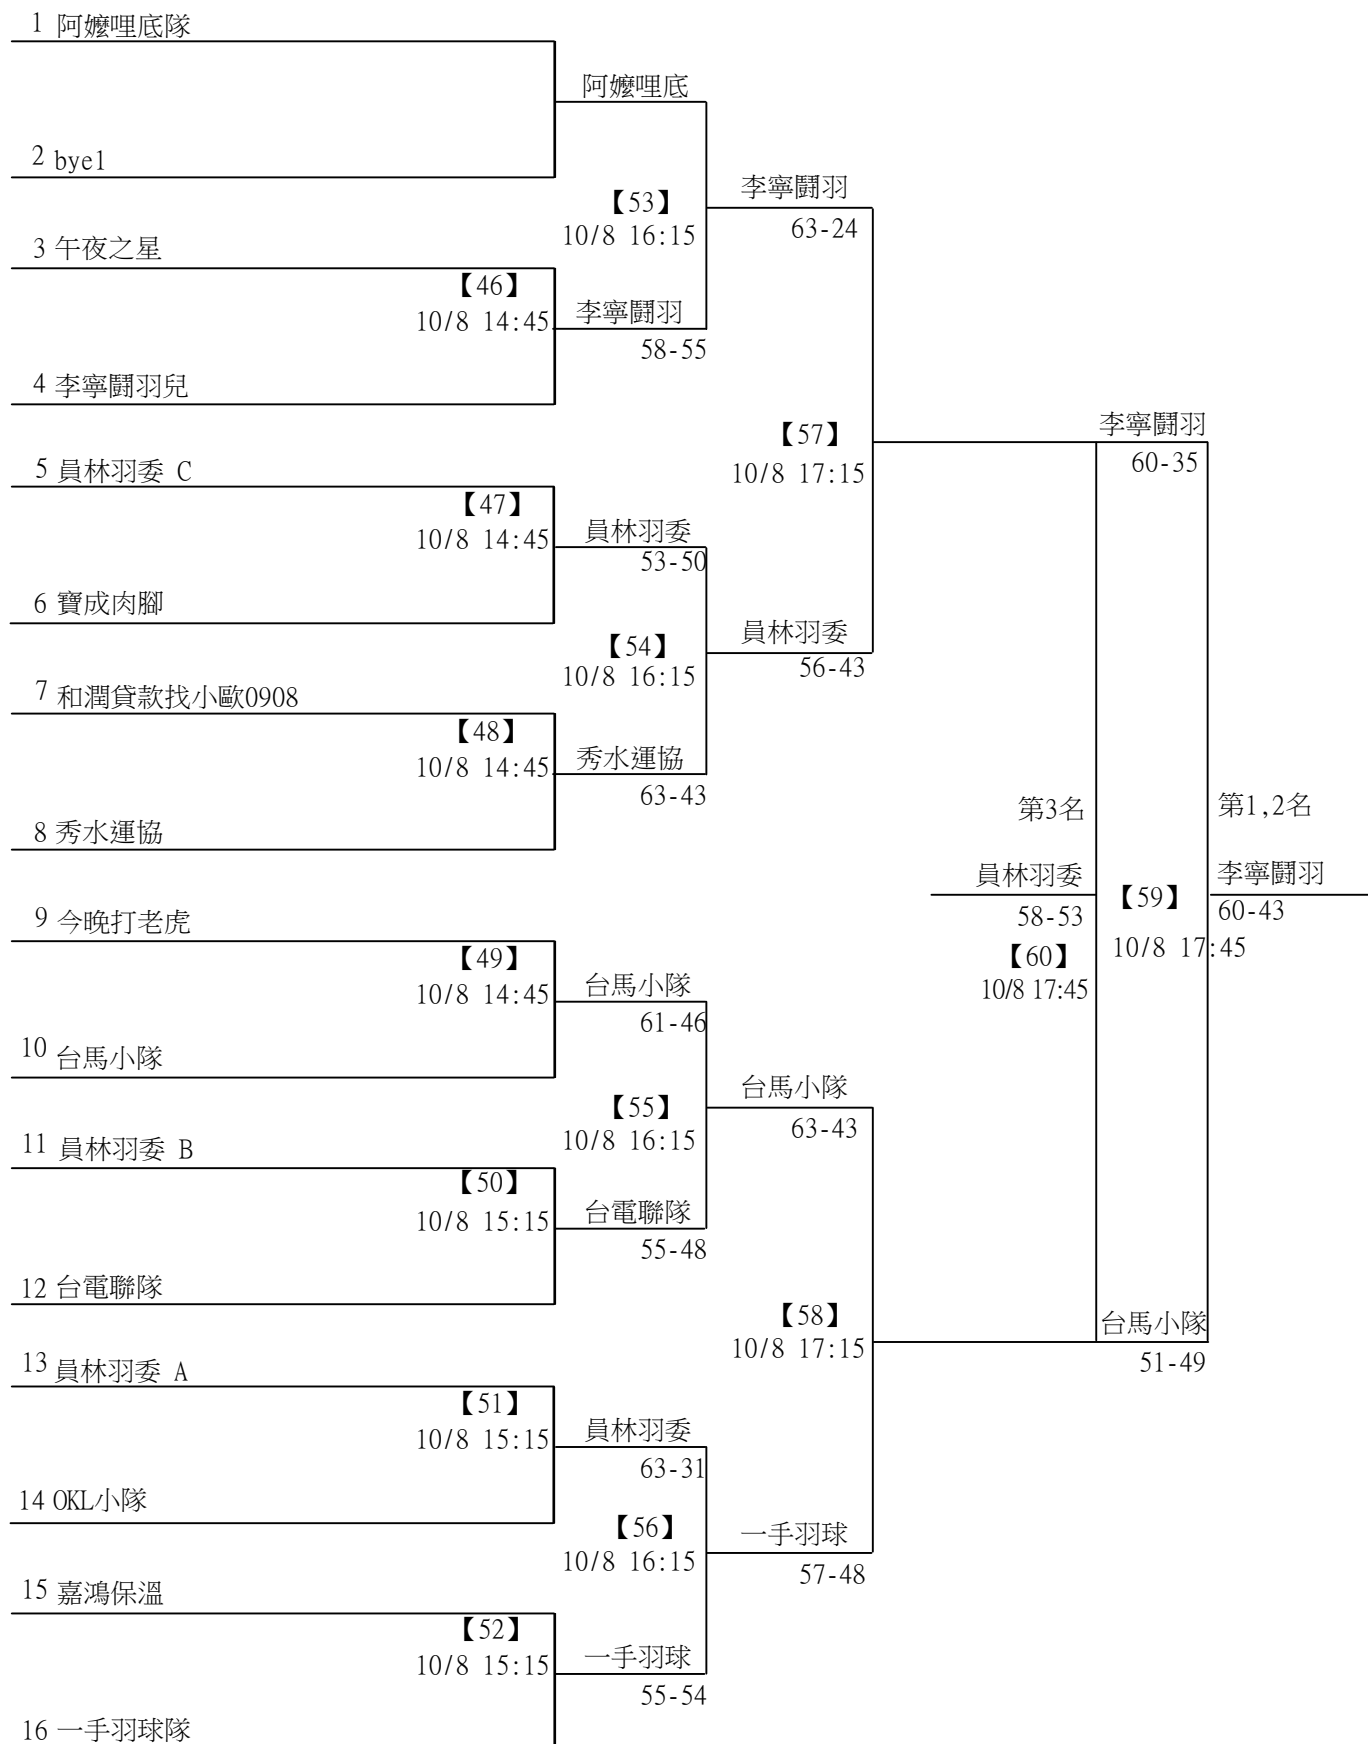 1 阿嬤哩底隊
阿嬤哩底
2 bye1
【53】
10/8 16:15
李寧鬪羽
63-24
3 午夜之星
【46】
10/8 14:45
李寧鬪羽
58-55
4 李寧鬪羽兒
【57】
10/8 17:15
李寧鬪羽
60-35
5 員林羽委 C
【47】
10/8 14:45
員林羽委
53-50
6 寶成肉腳
【54】
10/8 16:15
員林羽委
56-43
7 和潤貸款找小歐0908
【48】
10/8 14:45
秀水運協
63-43
8 秀水運協
第3名
第1,2名
員林羽委
58-53
【60】
10/8 17:45
【59】
10/8 17:45
李寧鬪羽
60-43
9 今晚打老虎
【49】
10/8 14:45
台馬小隊
61-46
10 台馬小隊
【55】
10/8 16:15
台馬小隊
63-43
11 員林羽委 B
【50】
10/8 15:15
台電聯隊
55-48
12 台電聯隊
【58】
10/8 17:15
台馬小隊
51-49
13 員林羽委 A
【51】
10/8 15:15
員林羽委
63-31
14 OKL小隊
【56】
10/8 16:15
一手羽球
57-48
15 嘉鴻保溫
【52】
10/8 15:15
一手羽球
55-54
16 一手羽球隊